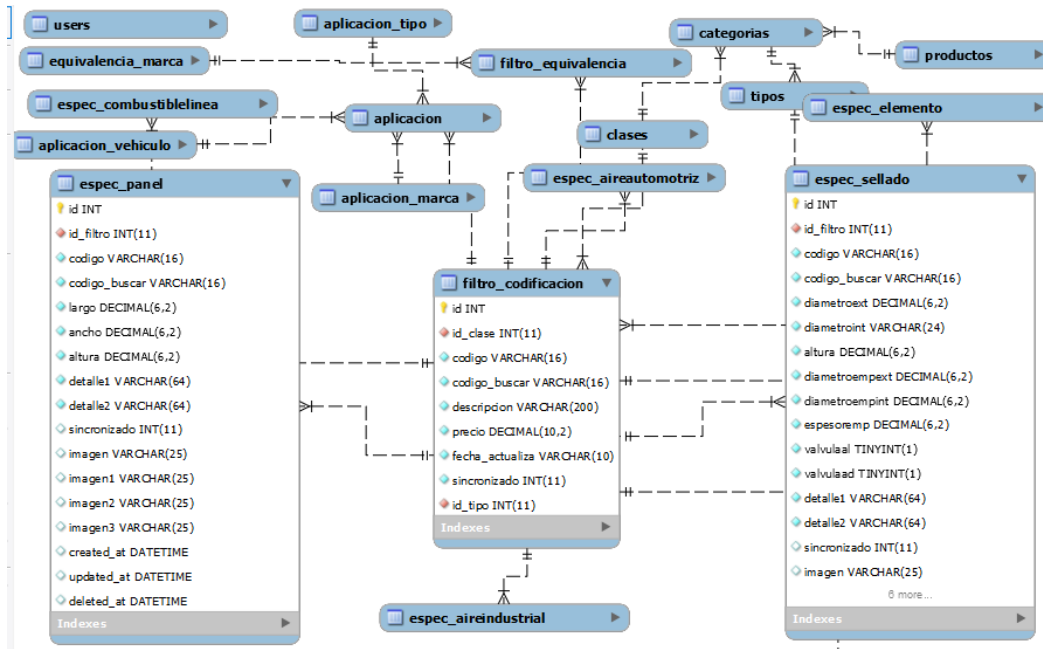 users
aplicacion_tipo
categorias
productos
equivalencia_marca
filtro_equivalencia
espec_combustiblelinea
aplicacion
tipos
espec_elemento
clases
aplicacion_vehiculo
espec_aireautomotriz
aplicacion_marca
espec_panel
id INT
id_filtro INT(11)
codigo VARCHAR(16)
codigo_buscar VARCHAR(16)
largo DECIMAL(6,2)
ancho DECIMAL(6,2)
altura DECIMAL(6,2)
detalle1 VARCHAR(64)
detalle2 VARCHAR(64)
sincronizado INT(11)
imagen VARCHAR(25)
imagen1 VARCHAR(25)
imagen2 VARCHAR(25)
imagen3 VARCHAR(25)
created_at DATETIME
updated_at DATETIME
deleted_at DATETIME
Indexes
filtro_codificacion
id INT
id_clase INT(11)
codigo VARCHAR(16)
codigo_buscar VARCHAR(16)
descripcion VARCHAR(200)
precio DECIMAL(10,2)
fecha_actualiza VARCHAR(10)
sincronizado INT(11)
id_tipo INT(11)
Indexes
espec_aireindustrial
espec_sellado
id INT
id_filtro INT(11)
codigo VARCHAR(16)
codigo_buscar VARCHAR(16)
diametroext DECIMAL(6,2)
diametroint VARCHAR(24)
altura DECIMAL(6,2)
diametroempext DECIMAL(6,2)
diametroempint DECIMAL(6,2)
espesoremp DECIMAL(6,2)
valvulaal TINYINT(1)
valvulaad TINYINT(1)
detalle1 VARCHAR(64)
detalle2 VARCHAR(64)
sincronizado INT(11)
imagen VARCHAR(25)
6 more...
Indexes